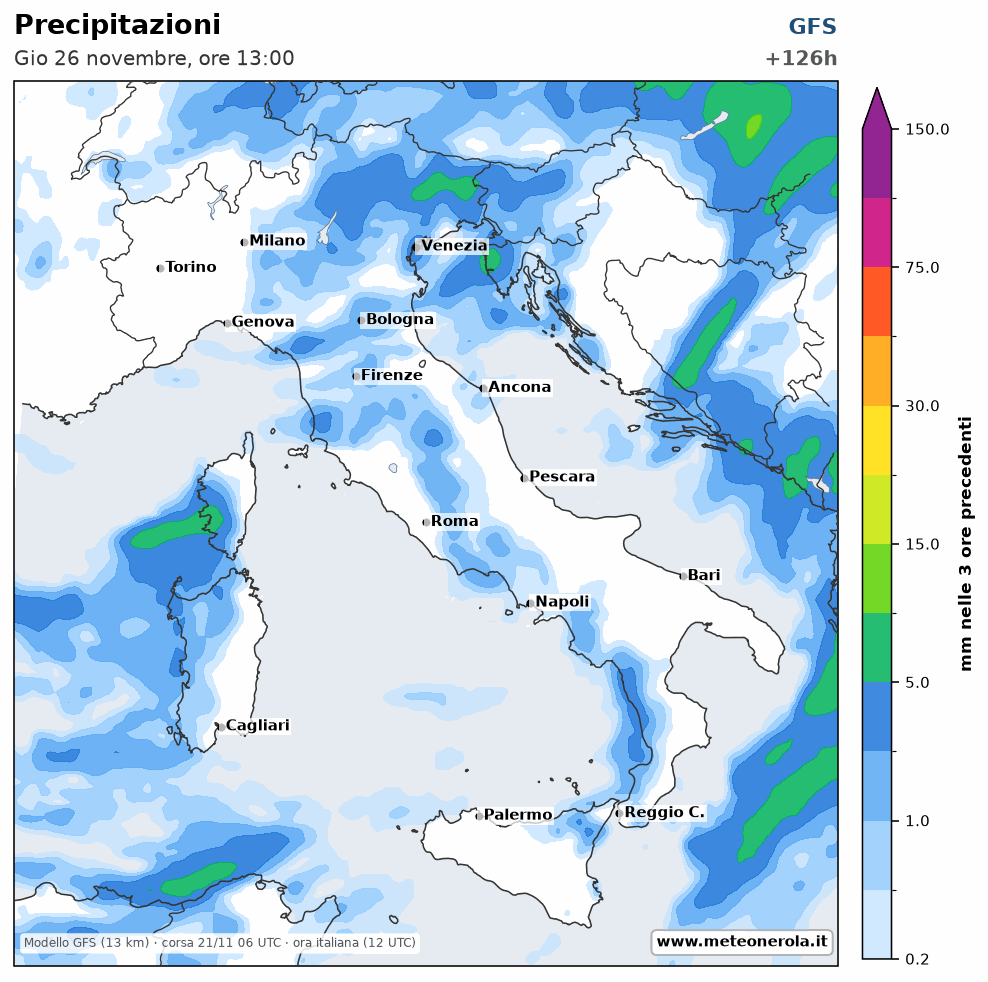 Precipitazioni
GFS
Gio 26 novembre, ore 13:00
+126h
150.0
75.0
30.0
15.0
5.0
1.0
0.2
mm nelle 3 ore precedenti
Milano
Venezia
Torino
Genova
Bologna
Firenze
Ancona
Pescara
Roma
Bari
Napoli
Cagliari
Palermo
Reggio C.
Modello GFS (13 km) · corsa 21/11 06 UTC · ora italiana (12 UTC)
www.meteonerola.it